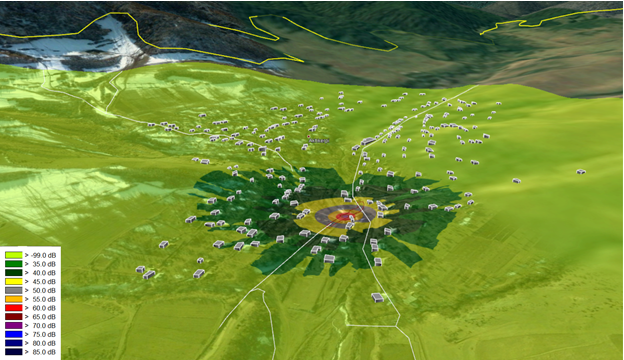 > -99.0 dB
> 35.0 dB
> 40.0 dB
> 45.0 dB
> 50.0 dB
> 55.0 dB
> 60.0 dB
> 65.0 dB
> 70.0 dB
> 75.0 dB
> 80.0 dB
> 85.0 dB